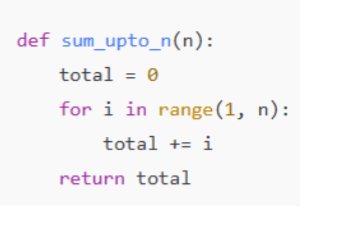 def sum_upto_n(n):
    total = 0
    for i in range(1, n):
        total += i
    return total